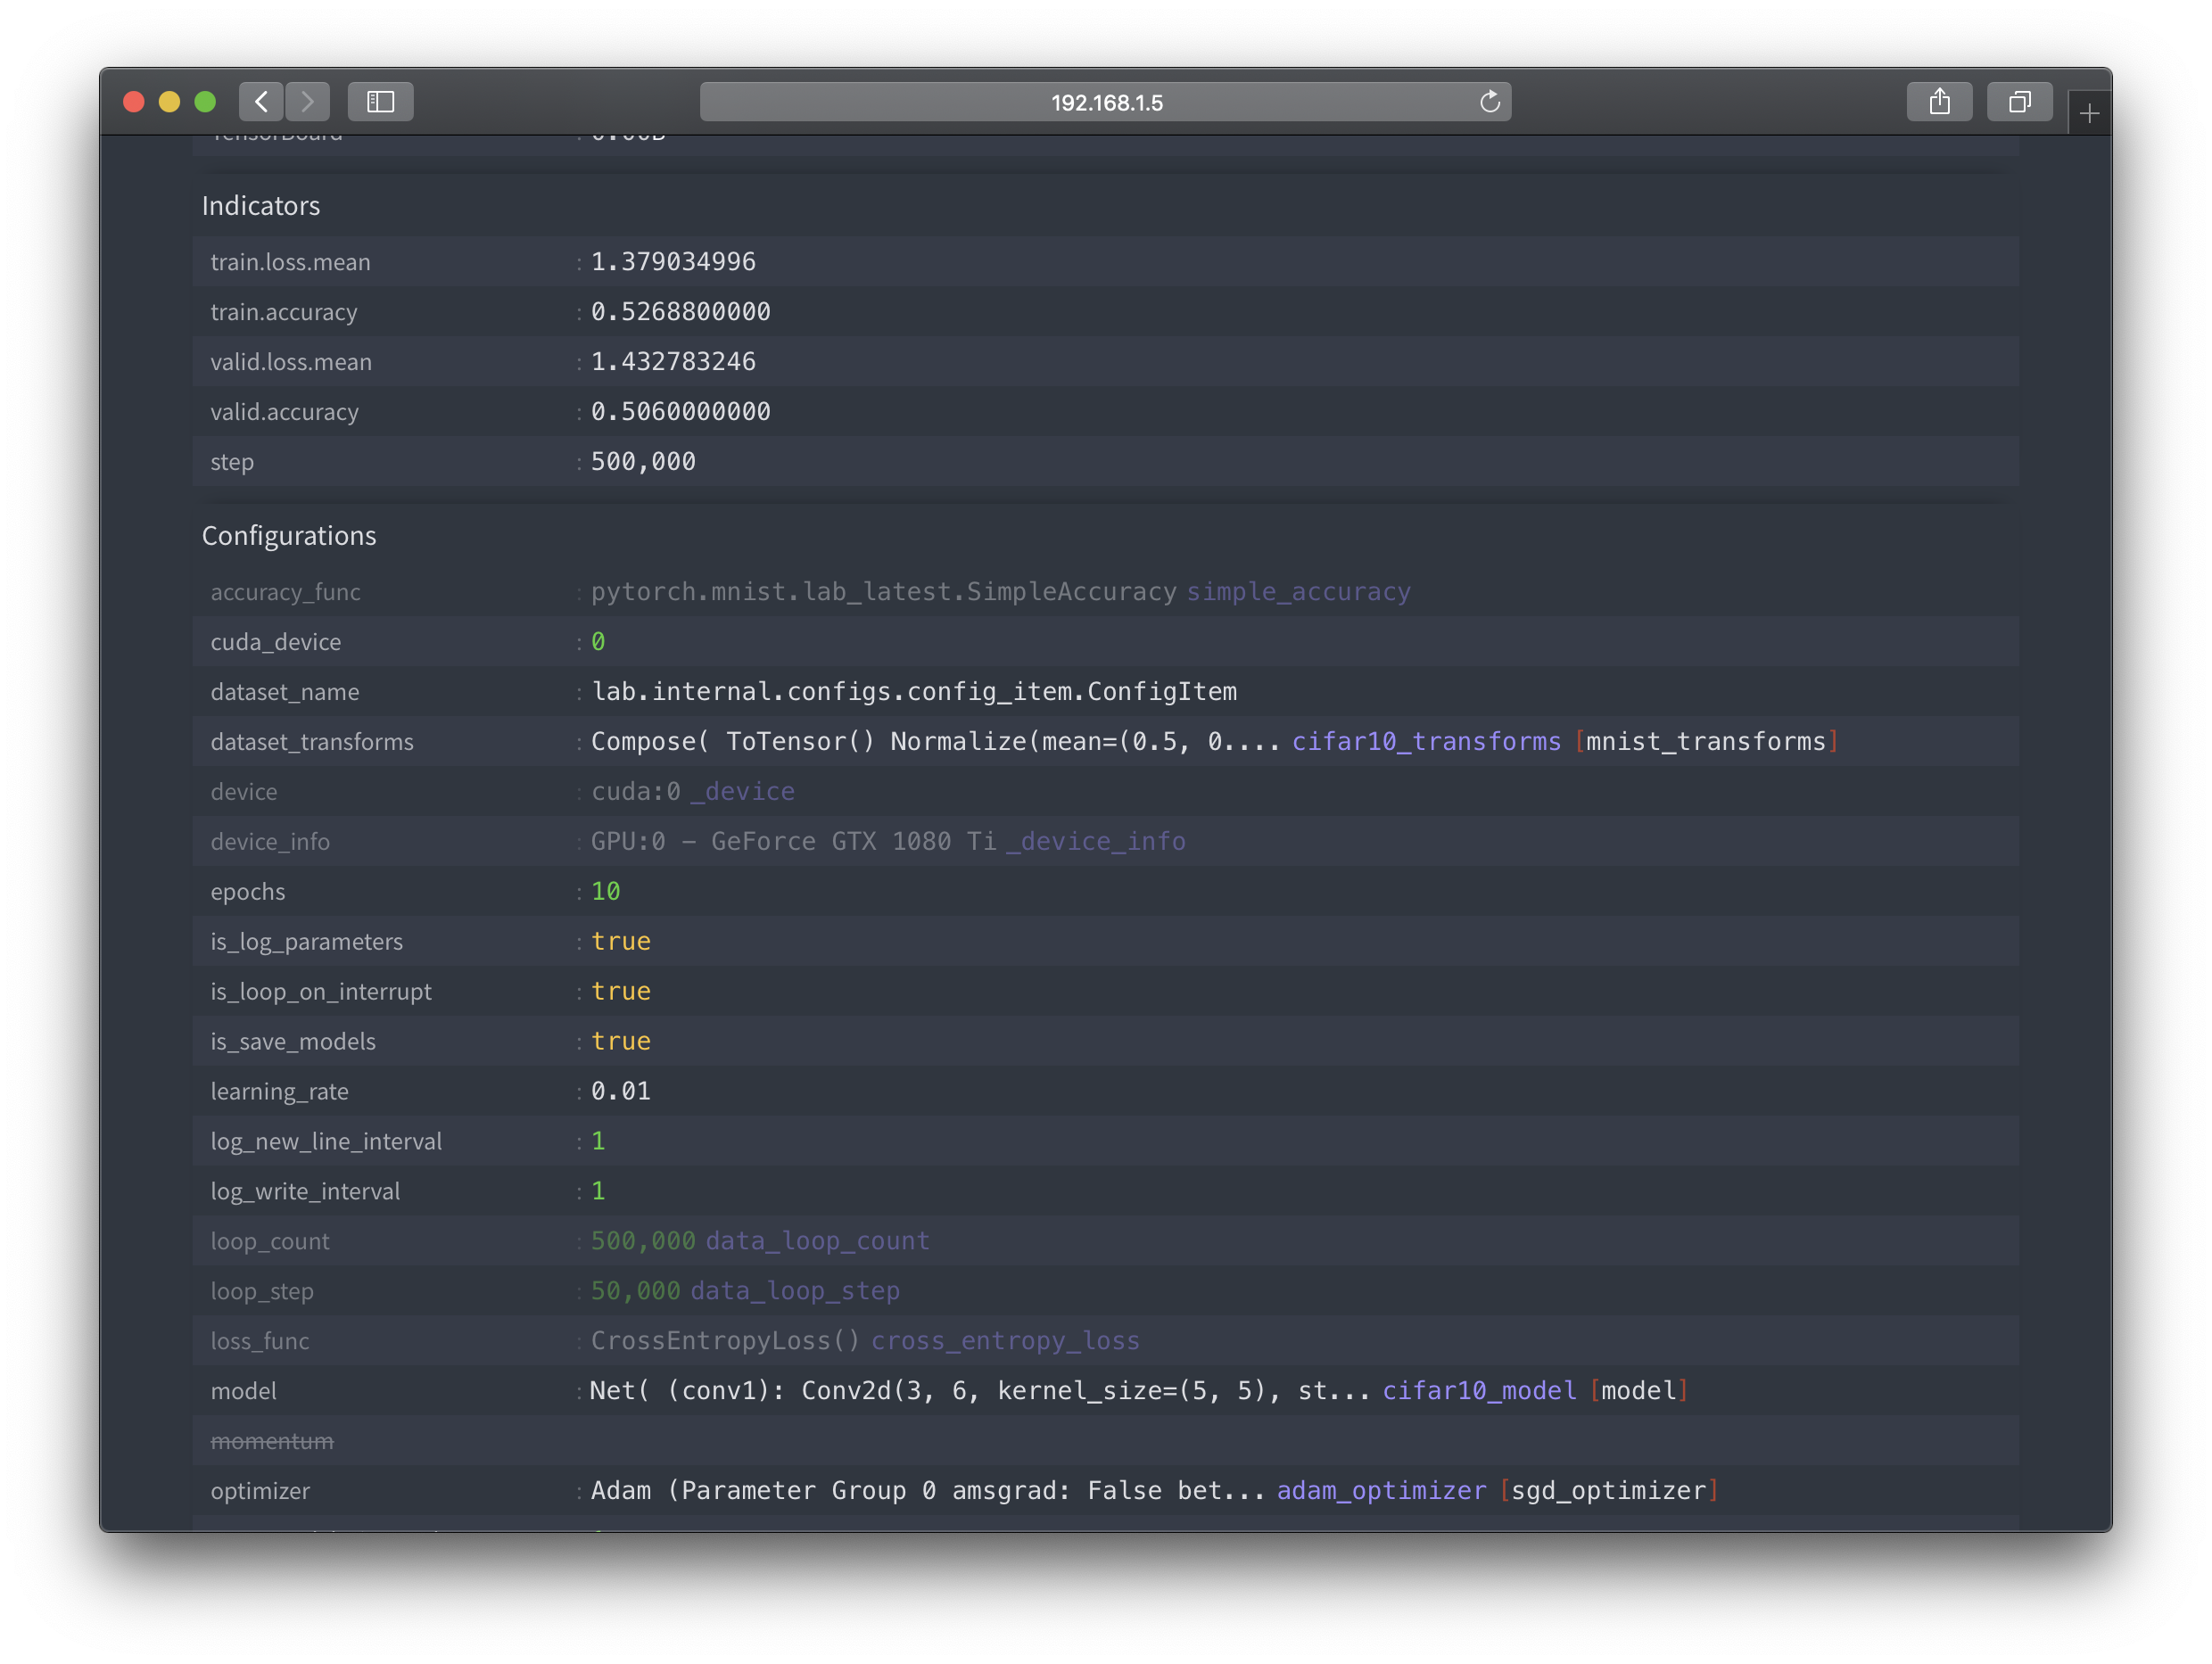 192.168.1.5
TensorBoard : 0.00B
Indicators
train.loss.mean : 1.379034996
train.accuracy : 0.5268800000
valid.loss.mean : 1.432783246
valid.accuracy : 0.5060000000
step : 500,000
Configurations
accuracy_func : pytorch.mnist.lab_latest.SimpleAccuracy simple_accuracy
cuda_device : 0
dataset_name : lab.internal.configs.config_item.ConfigItem
dataset_transforms : Compose( ToTensor() Normalize(mean=(0.5, 0.... cifar10_transforms [mnist_transforms]
device : cuda:0 _device
device_info : GPU:0 - GeForce GTX 1080 Ti _device_info
epochs : 10
is_log_parameters : true
is_loop_on_interrupt : true
is_save_models : true
learning_rate : 0.01
log_new_line_interval : 1
log_write_interval : 1
loop_count : 500,000 data_loop_count
loop_step : 50,000 data_loop_step
loss_func : CrossEntropyLoss() cross_entropy_loss
model : Net( (conv1): Conv2d(3, 6, kernel_size=(5, 5), st... cifar10_model [model]
momentum
optimizer : Adam (Parameter Group 0 amsgrad: False bet... adam_optimizer [sgd_optimizer]